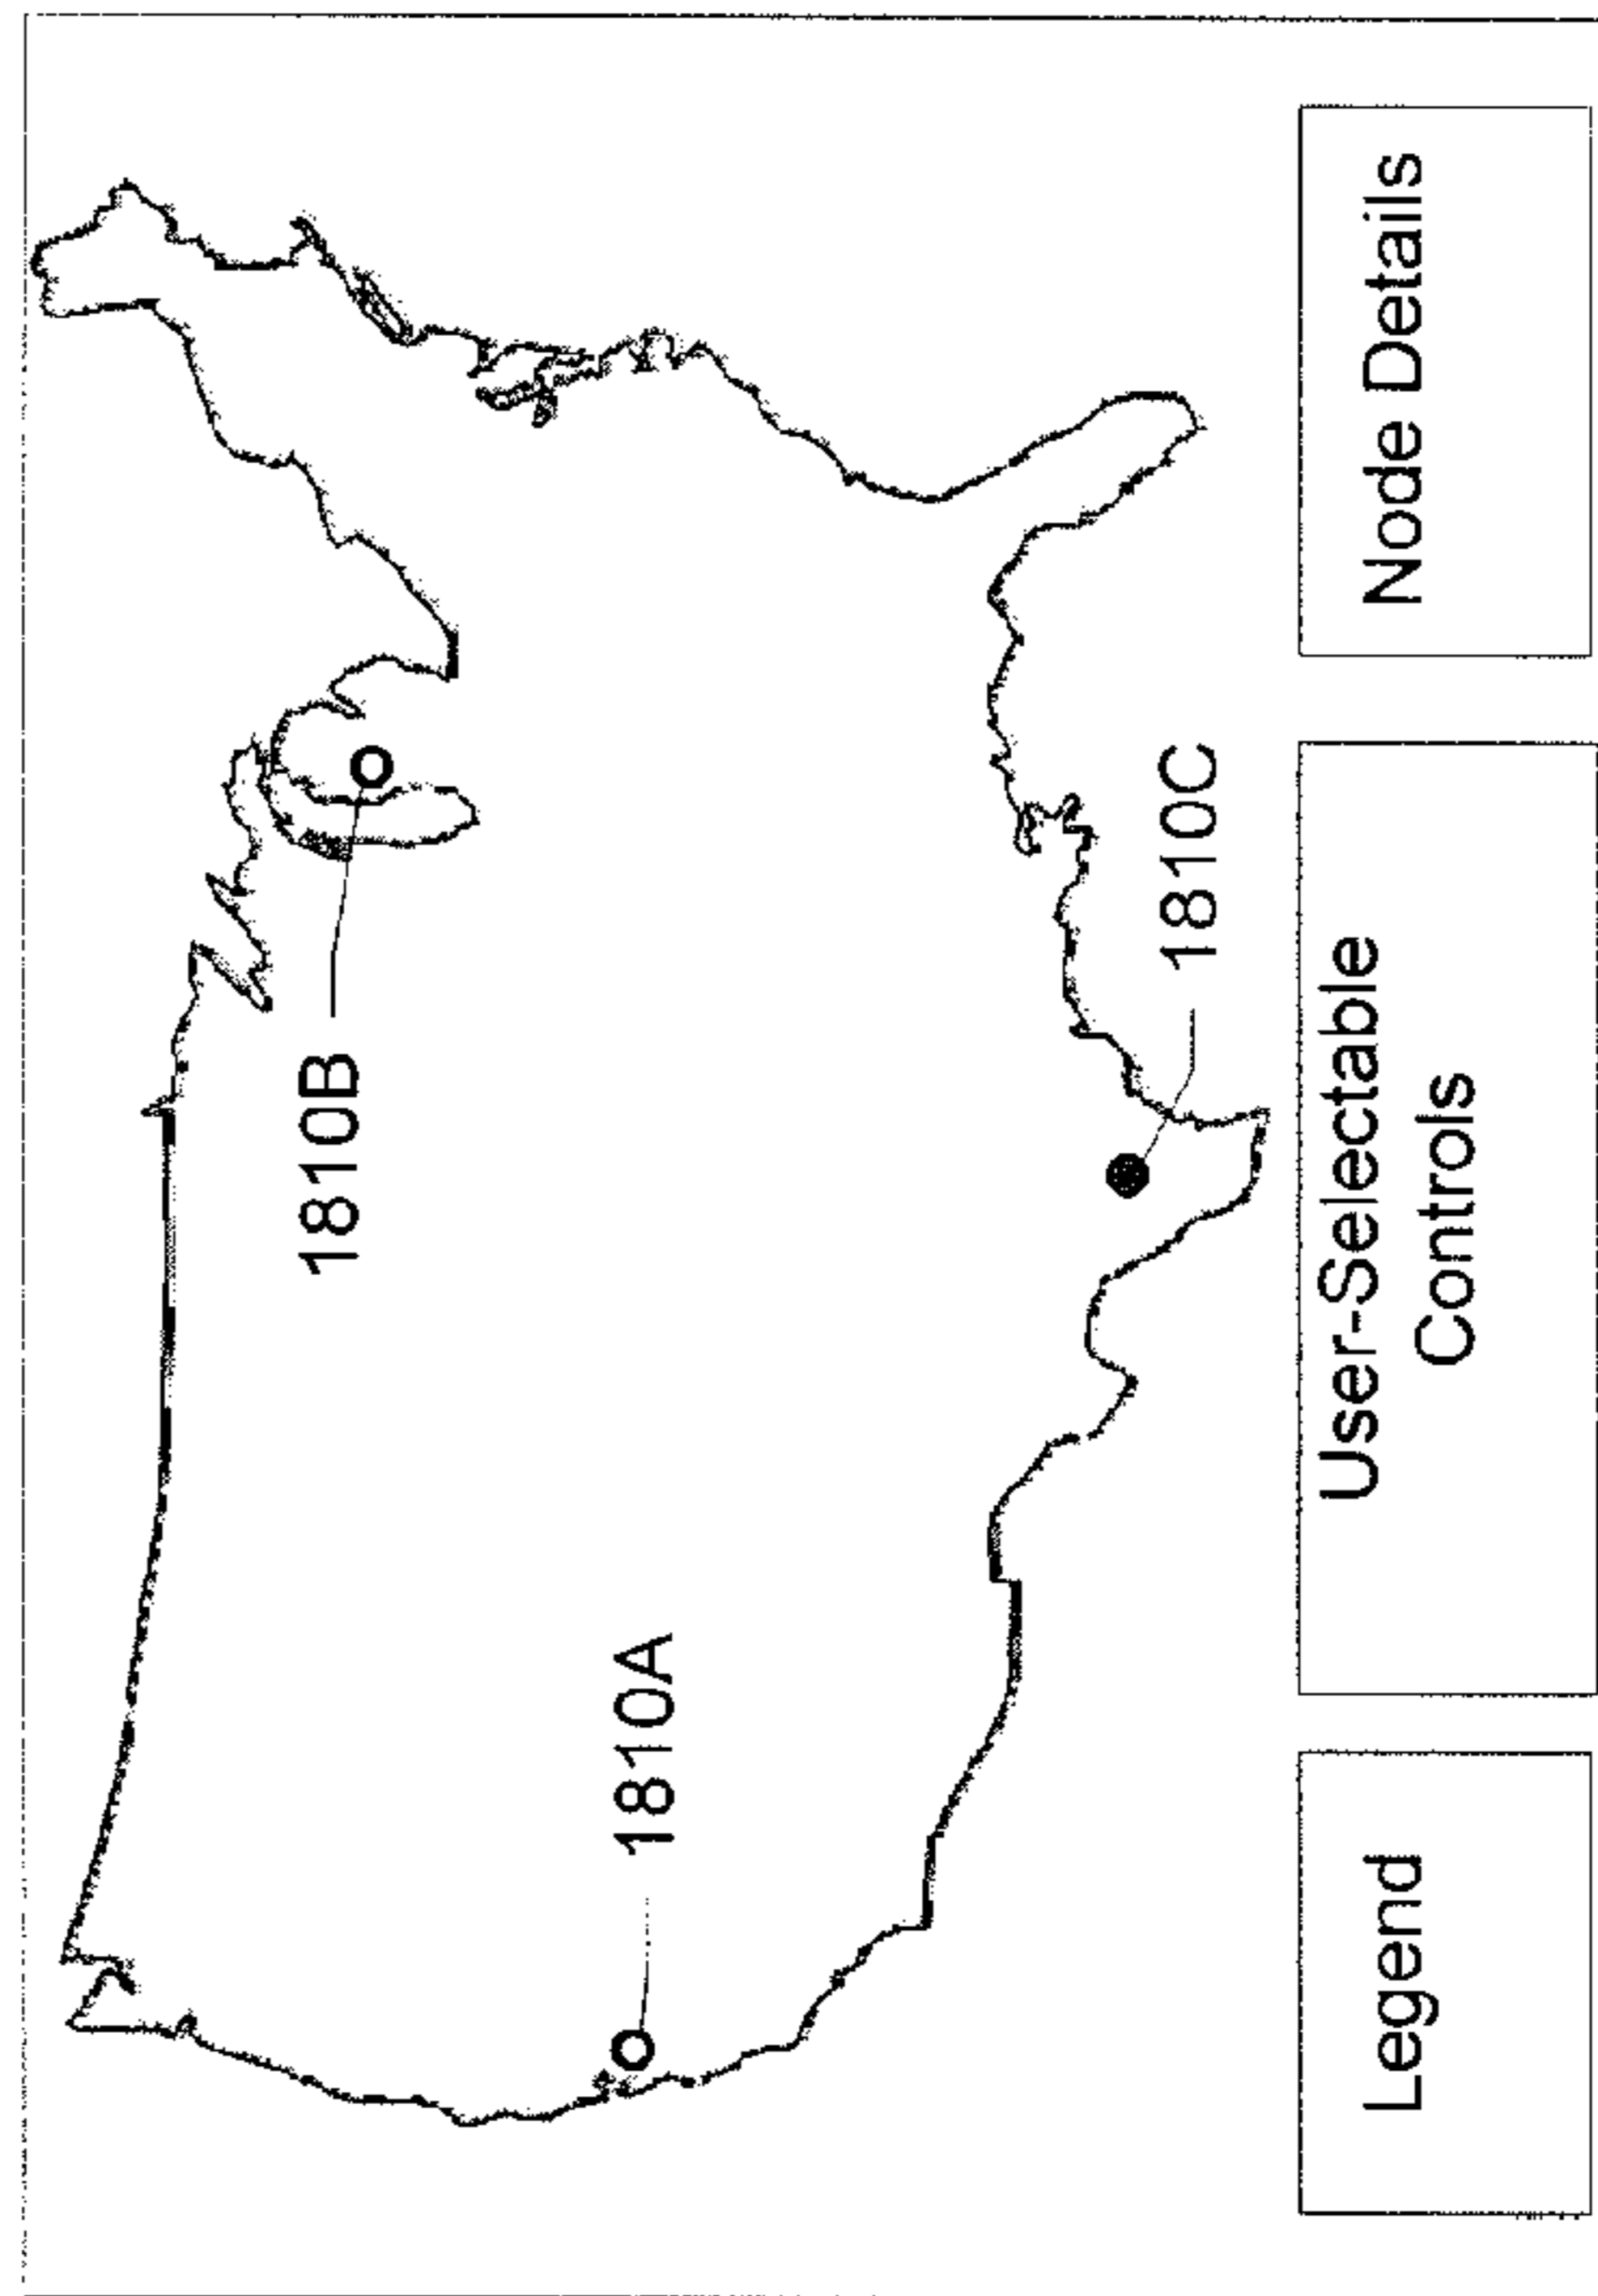 1810B
1810A
1810C
Legend
User-Selectable
Controls
Node Details